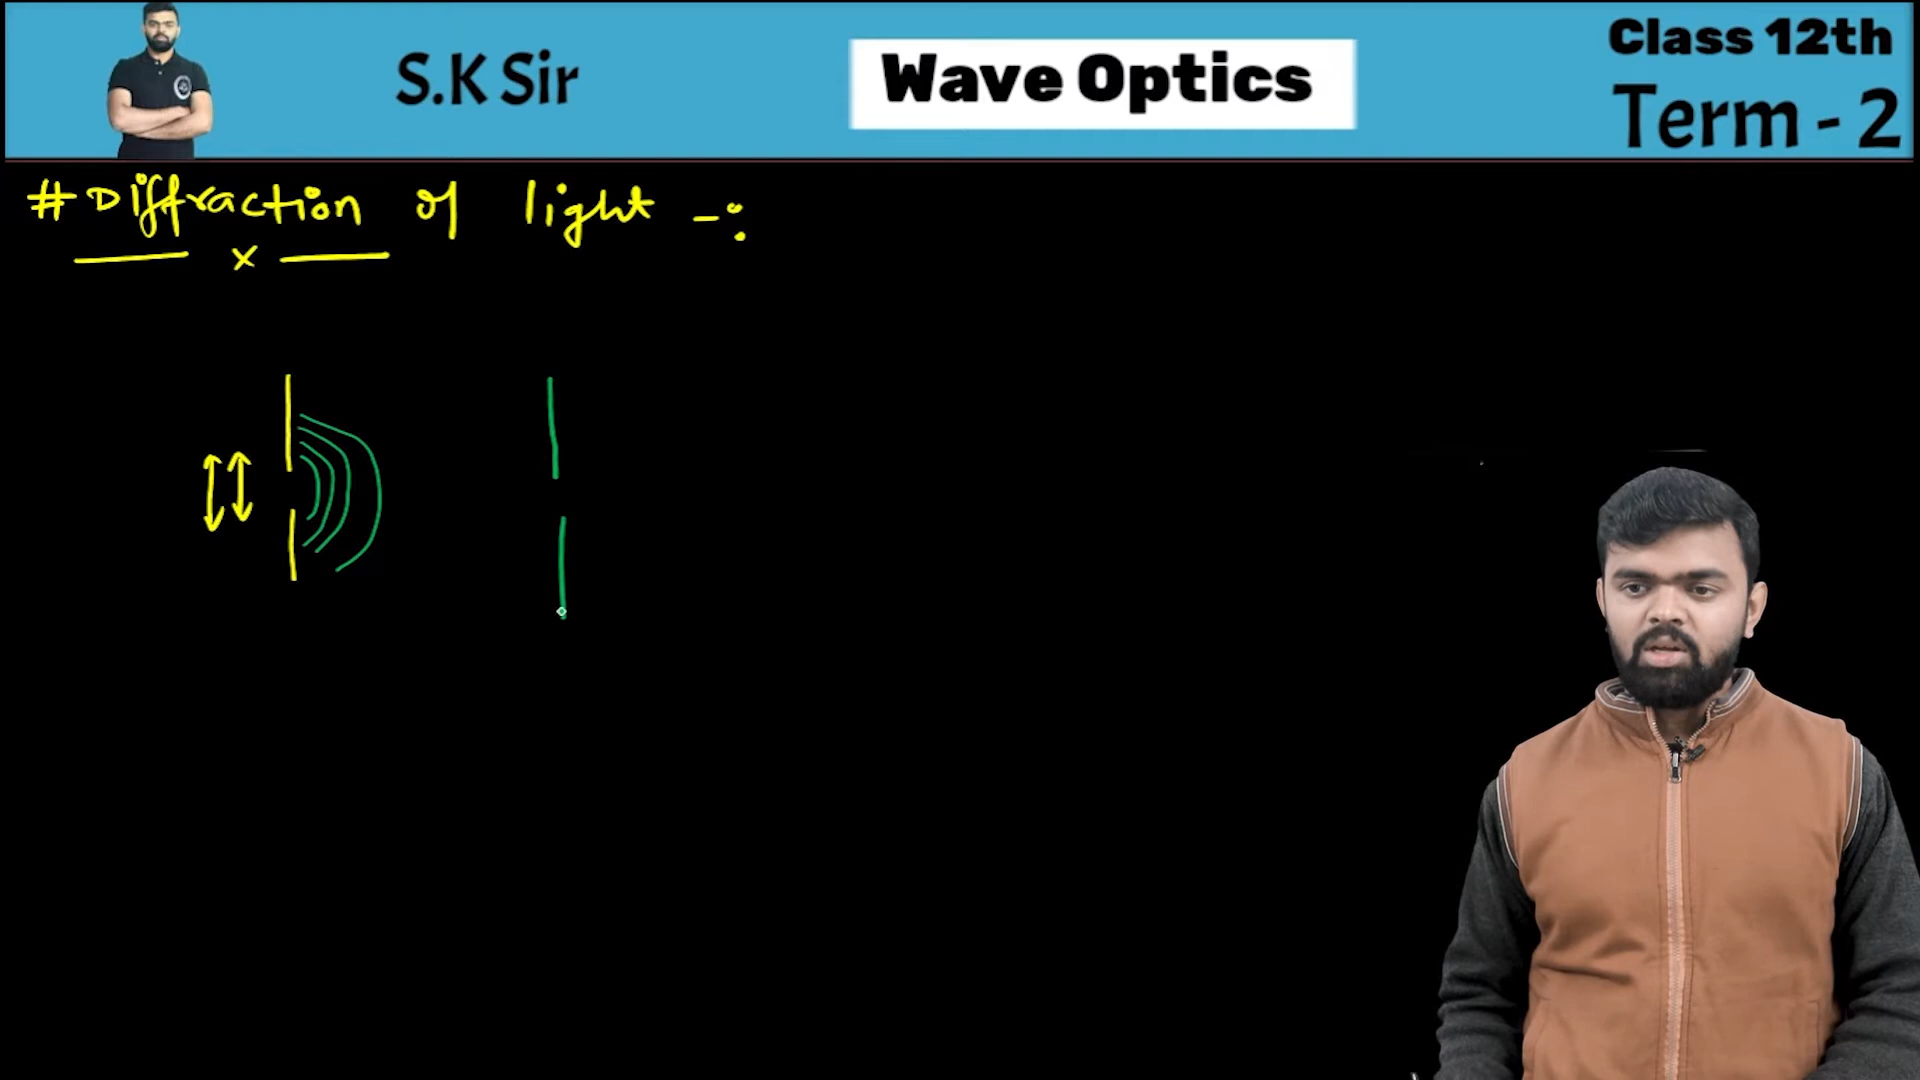 S.K Sir
Wave Optics
Class 12th
Term - 2
# Diffraction of light -:
x